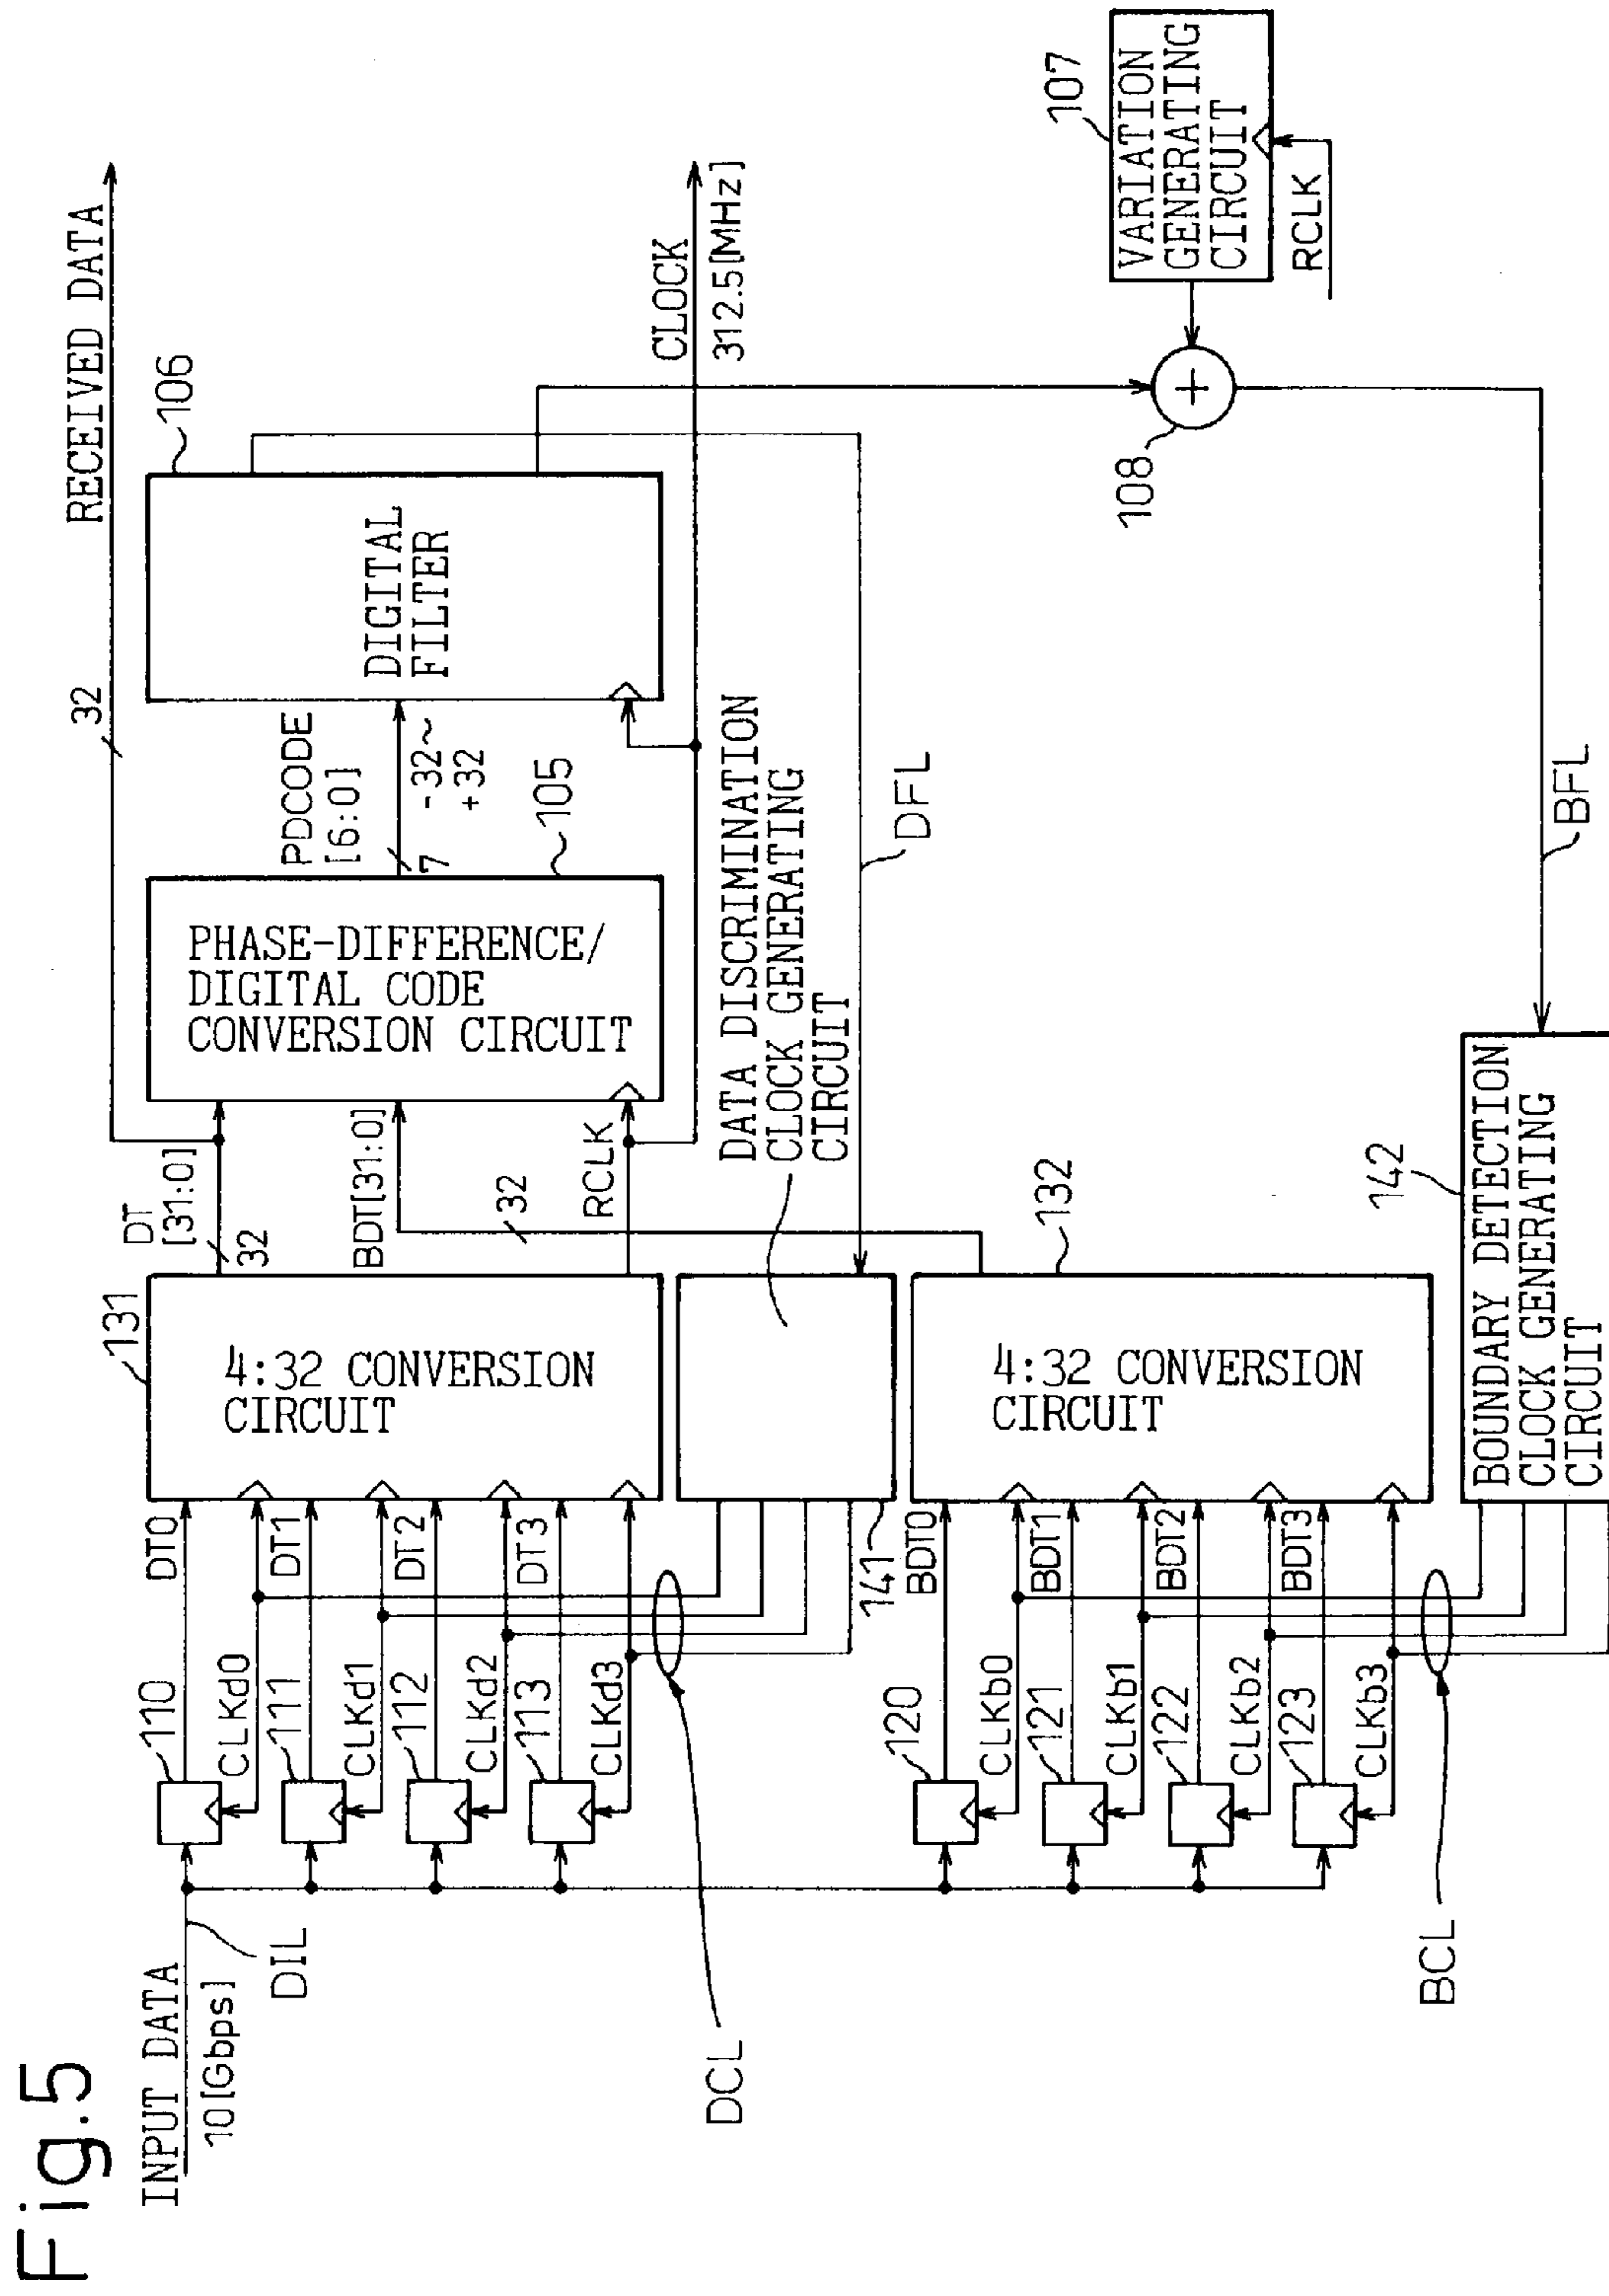 Fig.5
INPUT DATA
10[Gbps]
DIL
110
CLKd0
111
CLKd1
112
CLKd2
113
CLKd3
DCL
120
CLKb0
121
CLKb1
122
CLKb2
123
CLKb3
BCL
DT0
DT1
DT2
DT3
131
4:32 CONVERSION
CIRCUIT
141
BDT0
BDT1
BDT2
BDT3
132
4:32 CONVERSION
CIRCUIT
142
BOUNDARY DETECTION
CLOCK GENERATING
CIRCUIT
DT
[31:0]
32
BDT[31:0]
32
RCLK
DATA DISCRIMINATION
CLOCK GENERATING
CIRCUIT
PHASE-DIFFERENCE/
DIGITAL CODE
CONVERSION CIRCUIT
105
PDCODE
[6:0]
7
-32~
+32
DFL
BFL
32
RECEIVED DATA
DIGITAL
FILTER
106
CLOCK
312.5[MHz]
108
+
107
VARIATION
GENERATING
CIRCUIT
RCLK